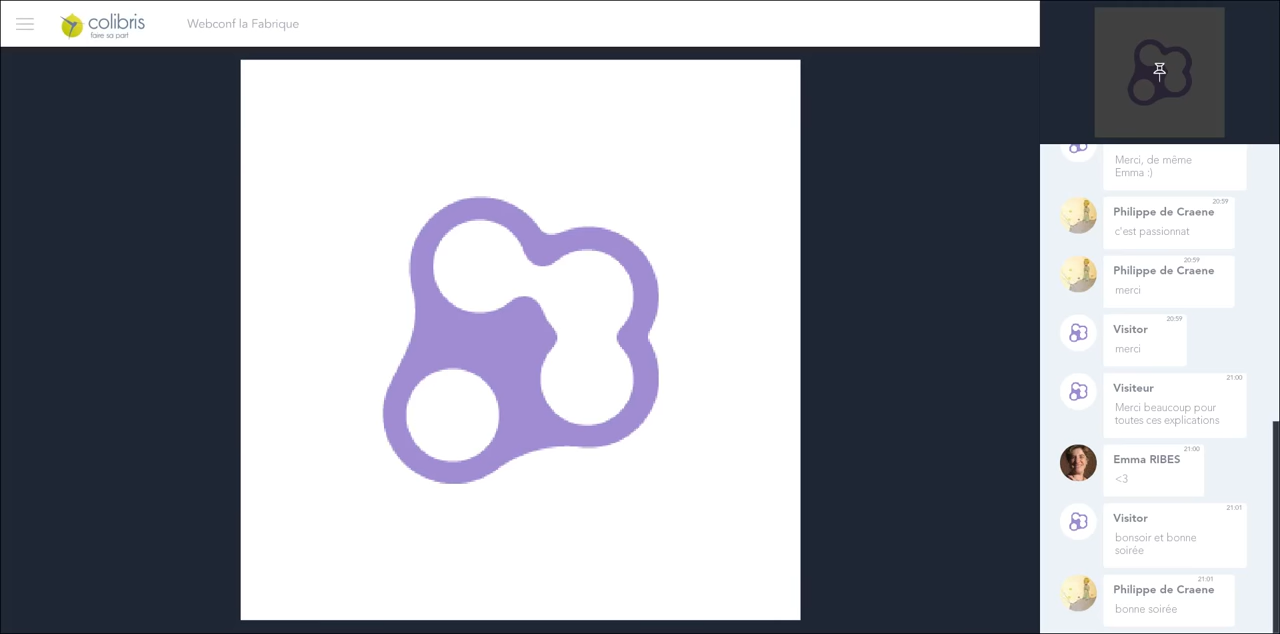 colibris
faire sa part
Webconf la Fabrique
Merci, de même
Emma :)
20:59
Philippe de Craene
c'est passionnat
20:59
Philippe de Craene
merci
20:59
Visitor
merci
21:00
Visiteur
Merci beaucoup pour
toutes ces explications
21:00
Emma RIBES
<3
21:01
Visitor
bonsoir et bonne
soirée
21:01
Philippe de Craene
bonne soirée